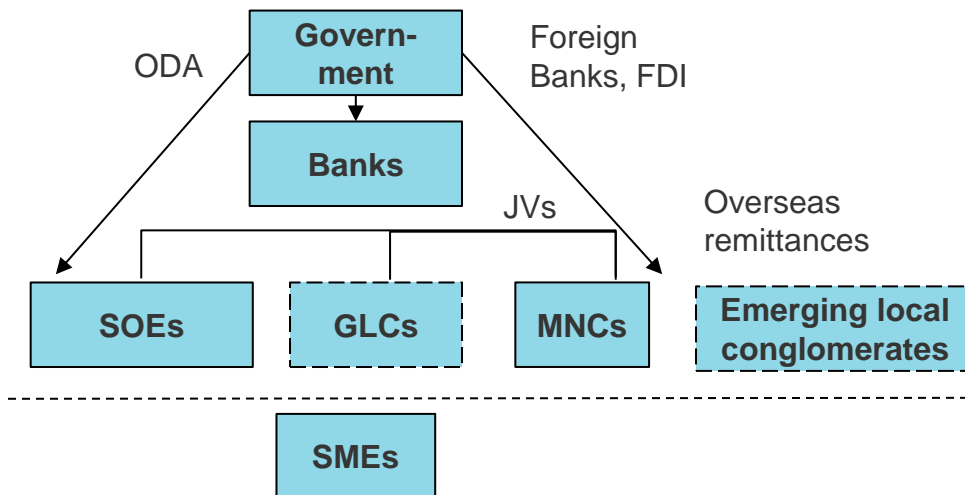 Govern-
ment
ODA
Foreign
Banks, FDI
Banks
JVs
Overseas
remittances
SOEs
GLCs
MNCs
Emerging local
conglomerates
SMEs